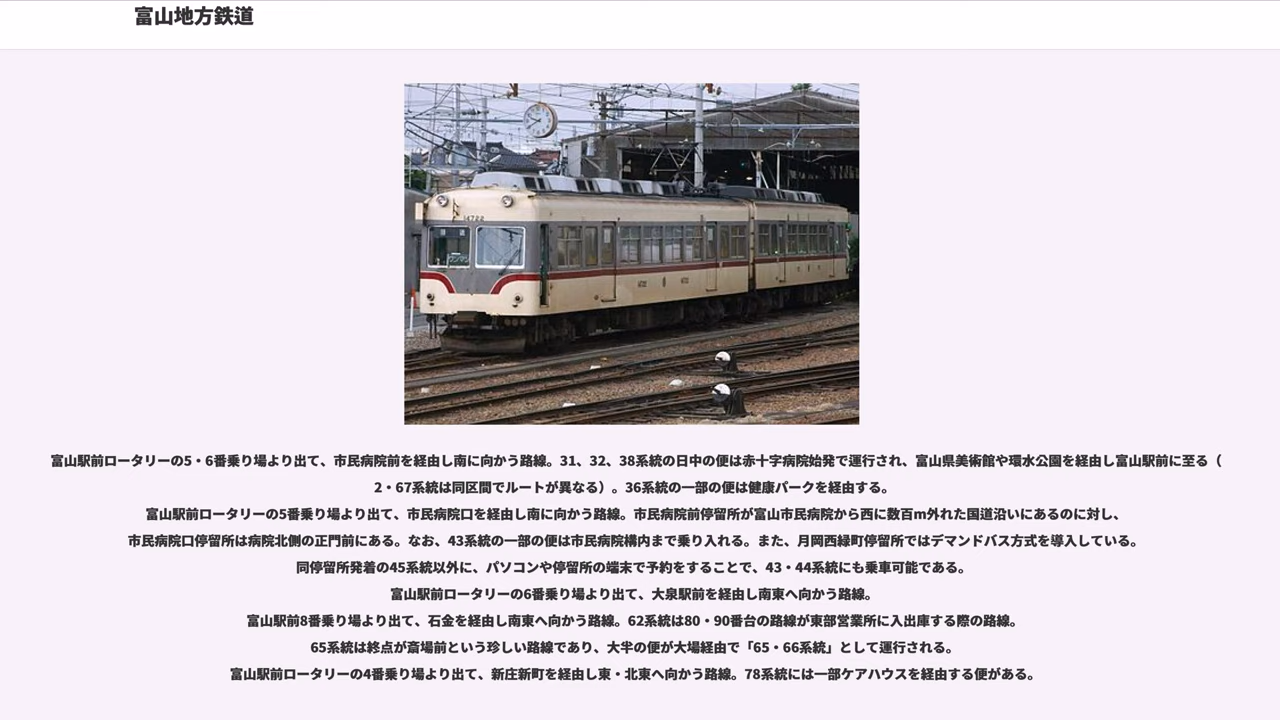 富山地方鉄道
14722
ワンマン
富山駅前ロータリーの5・6番乗り場より出て、市民病院前を経由し南に向かう路線。31、32、38系統の日中の便は赤十字病院始発で運行され、富山県美術館や環水公園を経由し富山駅前に至る（
2・67系統は同区間でルートが異なる）。36系統の一部の便は健康パークを経由する。
富山駅前ロータリーの5番乗り場より出て、市民病院口を経由し南に向かう路線。市民病院前停留所が富山市民病院から西に数百m外れた国道沿いにあるのに対し、
市民病院口停留所は病院北側の正門前にある。なお、43系統の一部の便は市民病院構内まで乗り入れる。また、月岡西緑町停留所ではデマンドバス方式を導入している。
同停留所発着の45系統以外に、パソコンや停留所の端末で予約をすることで、43・44系統にも乗車可能である。
富山駅前ロータリーの6番乗り場より出て、大泉駅前を経由し南東へ向かう路線。
富山駅前8番乗り場より出て、石金を経由し南東へ向かう路線。62系統は80・90番台の路線が東部営業所に入出庫する際の路線。
65系統は終点が斎場前という珍しい路線であり、大半の便が大場経由で「65・66系統」として運行される。
富山駅前ロータリーの4番乗り場より出て、新庄新町を経由し東・北東へ向かう路線。78系統には一部ケアハウスを経由する便がある。